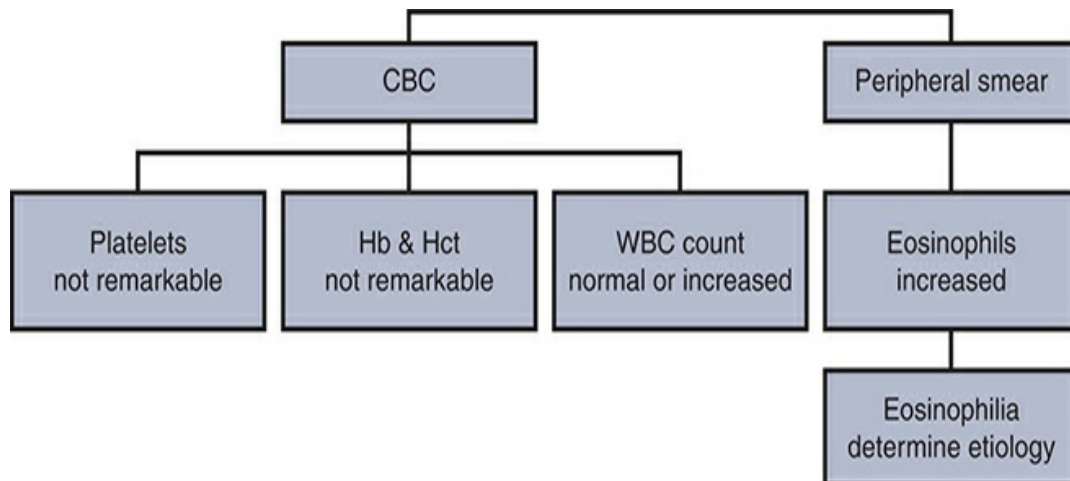 CBC
Peripheral smear
Platelets
not remarkable
Hb & Hct
not remarkable
WBC count
normal or increased
Eosinophils
increased
Eosinophilia
determine etiology